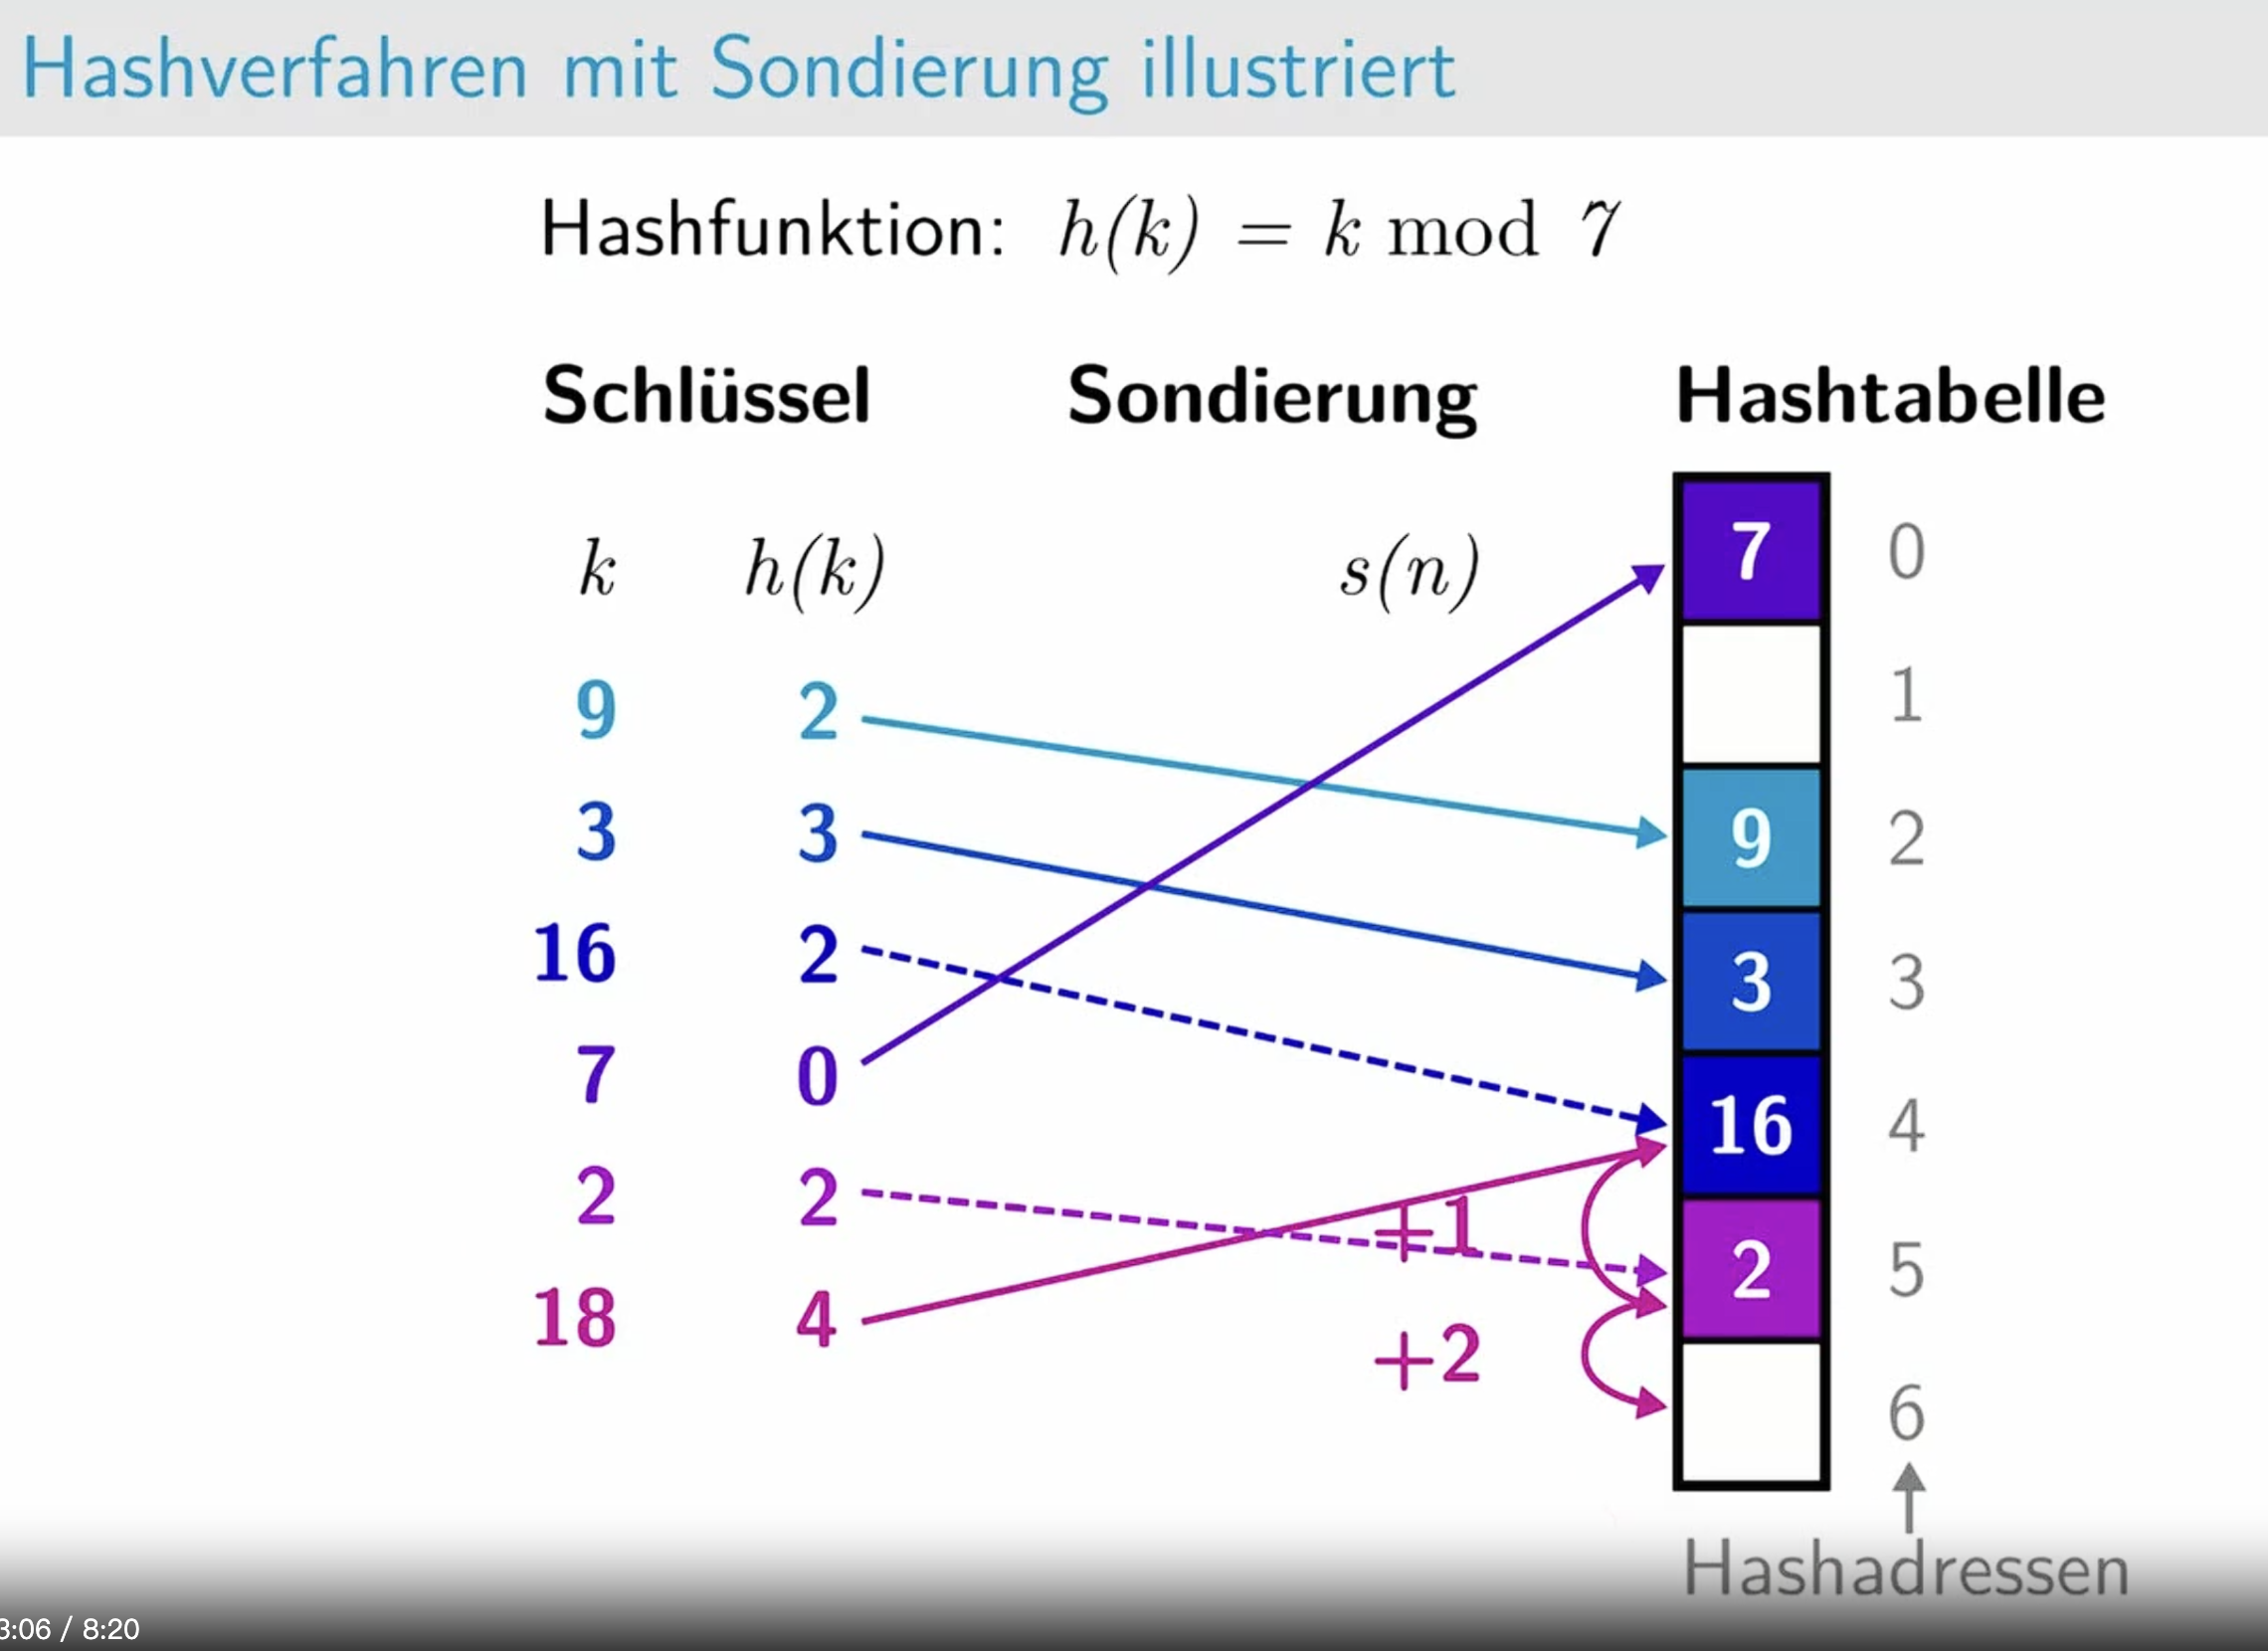 Hashverfahren mit Sondierung illustriert
Hashfunktion: h(k) = k mod 7
Schlüssel Sondierung Hashtabelle
k h(k) s(n)
7 0
1
9 2
9 2
3 3
3 3
16 2
7 0
16 4
2 2
+1
2 5
18 4
+2
6
Hashadressen
3:06 / 8:20